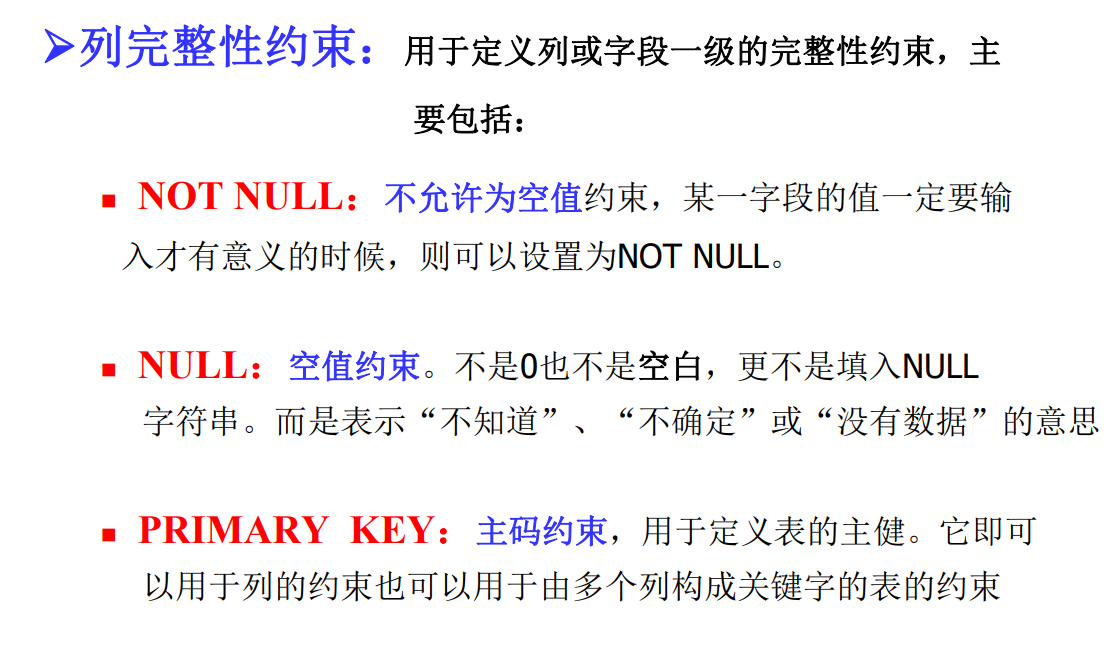 ➢列完整性约束：用于定义列或字段一级的完整性约束，主
要包括：
▪ NOT NULL：不允许为空值约束，某一字段的值一定要输
入才有意义的时候，则可以设置为NOT NULL。
▪ NULL：空值约束。不是0也不是空白，更不是填入NULL
字符串。而是表示“不知道”、“不确定”或“没有数据”的意思
▪ PRIMARY KEY：主码约束，用于定义表的主健。它即可
以用于列的约束也可以用于由多个列构成关键字的表的约束